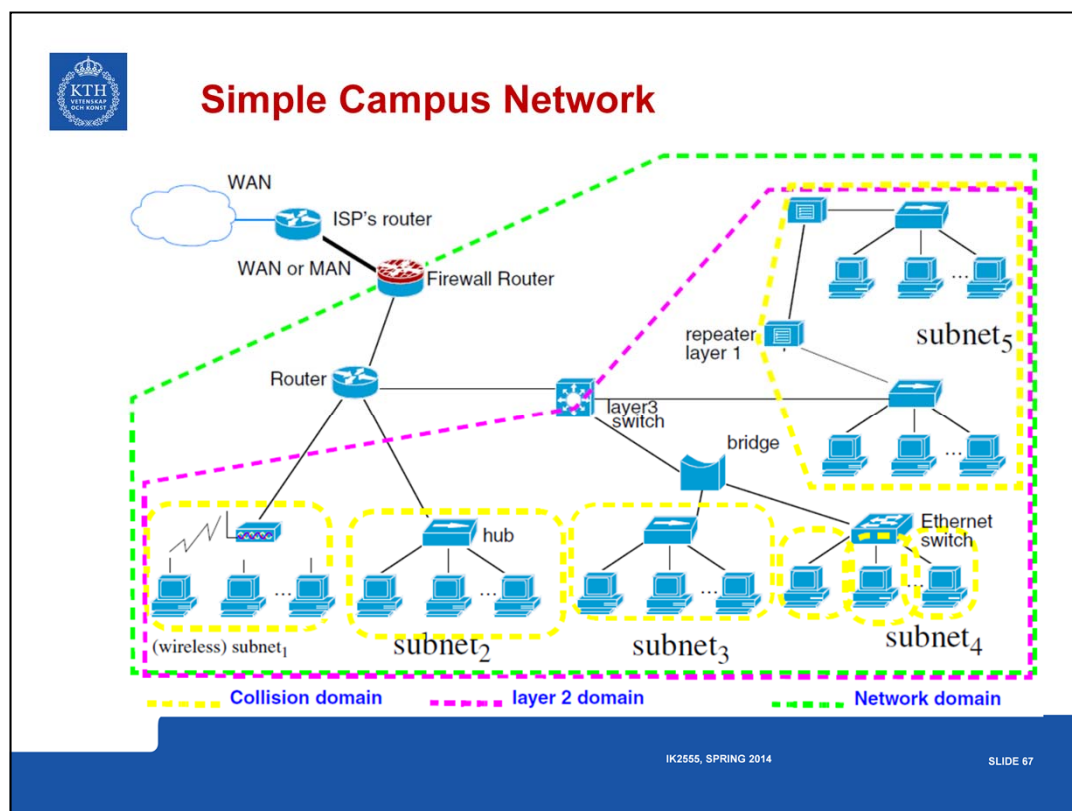 KTH
VETENSKAP
OCH KONST
Simple Campus Network
WAN
ISP's router
WAN or MAN
Firewall Router
repeater
layer 1
subnet5
Router
layer3
switch
bridge
hub
Ethernet
switch
...
...
...
...
...
...
(wireless) subnet1
subnet2
subnet3
subnet4
Collision domain
layer 2 domain
Network domain
IK2555, SPRING 2014
SLIDE 67